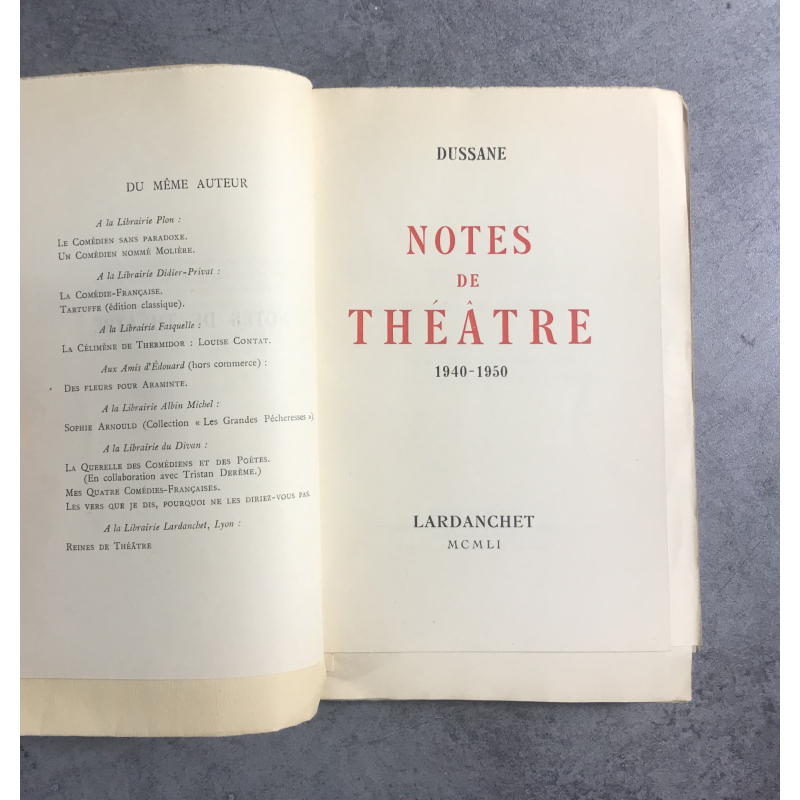 DU MÊME AUTEUR
A la Librairie Plon :
LE COMÉDIEN SANS PARADOXE.
UN COMÉDIEN NOMMÉ MOLIÈRE.
A la Librairie Didier-Privat :
LA COMÉDIE-FRANÇAISE.
TARTUFFE (édition classique).
A la Librairie Fasquelle :
LA CÉLIMÈNE DE THERMIDOR : LOUISE CONTAT.
Aux Amis d'Édouard (hors commerce) :
DES FLEURS POUR ARAMINTE.
A la Librairie Albin Michel :
SOPHIE ARNOULD (Collection « Les Grandes Pécheresses »)
A la Librairie du Divan :
LA QUERELLE DES COMÉDIENS ET DES POÈTES.
(En collaboration avec Tristan DERÈME.)
MES QUATRE COMÉDIES-FRANÇAISES.
LES VERS QUE JE DIS, POURQUOI NE LES DIRIEZ-VOUS PAS.
A la Librairie Lardanchet, Lyon :
REINES DE THÉÂTRE
DUSSANE
NOTES
DE
THÉÂTRE
1940-1950
LARDANCHET
MCMLI